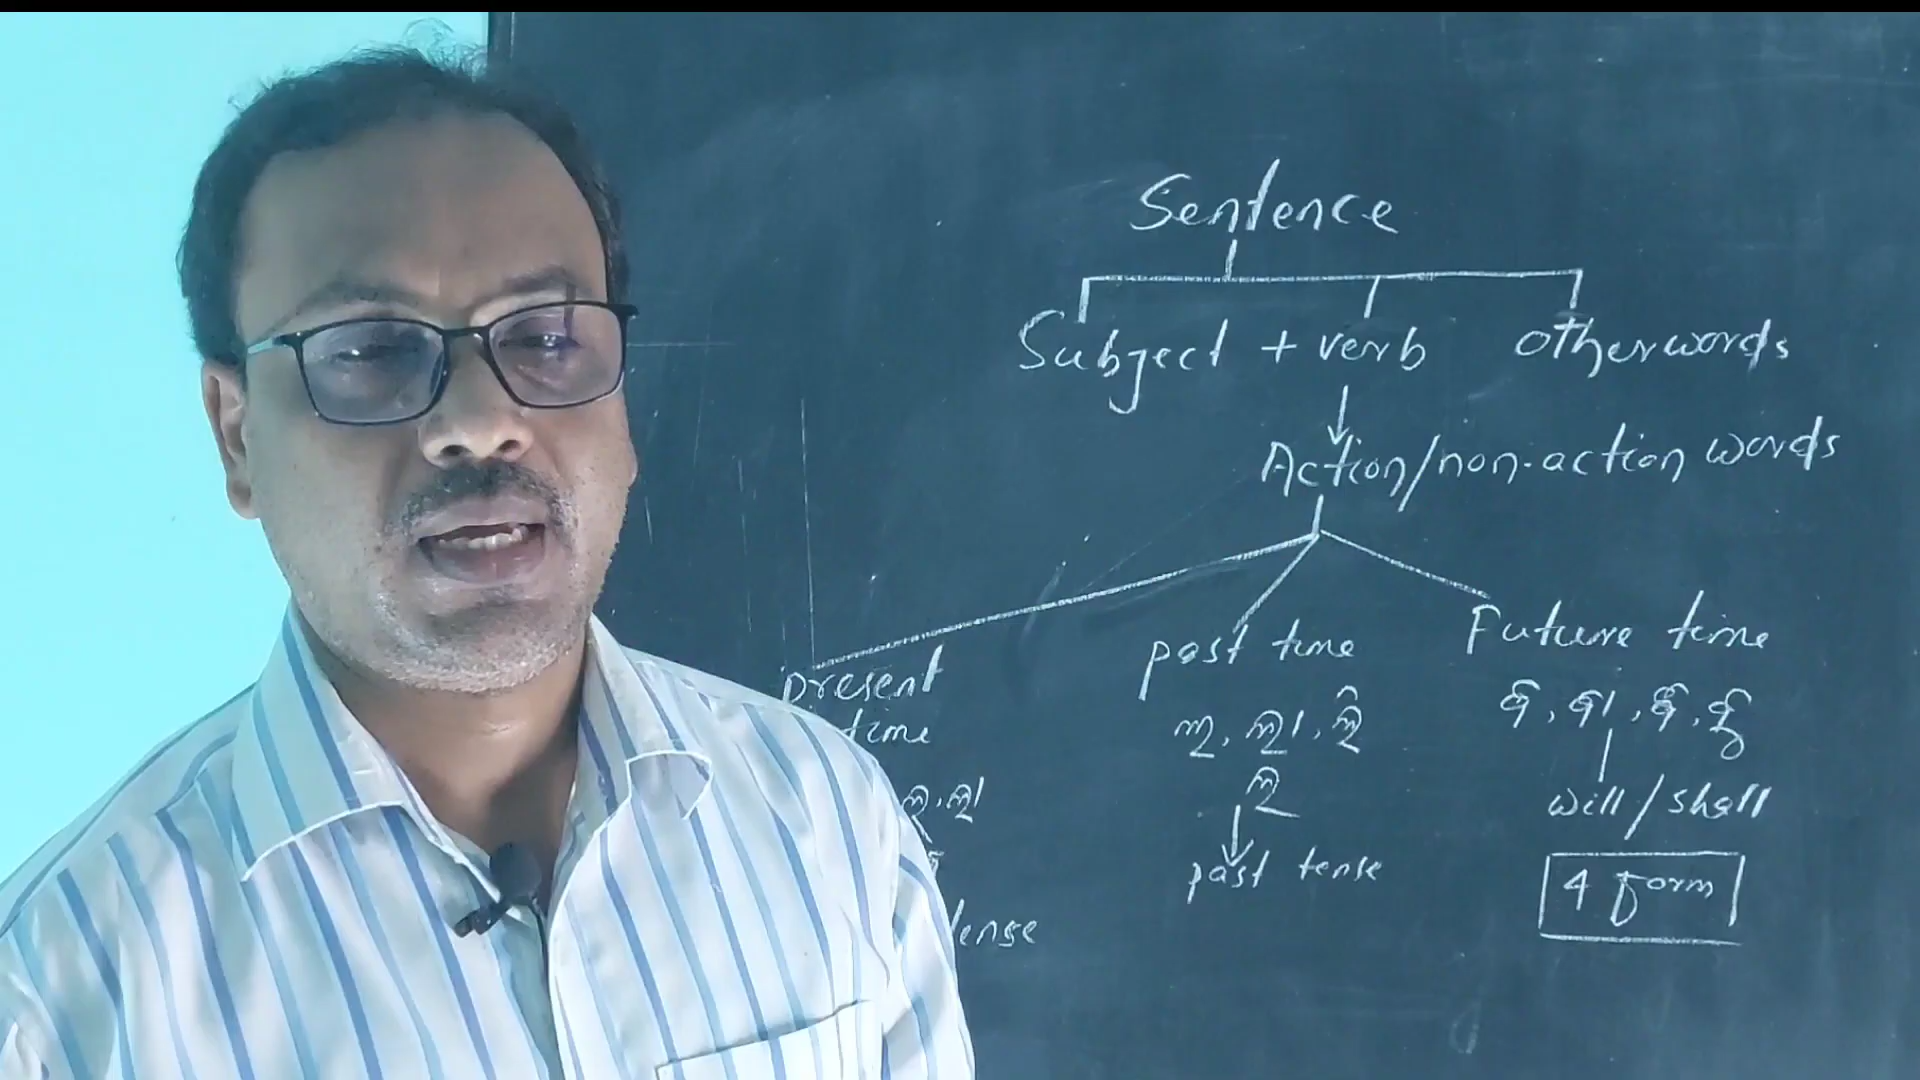 Sentence
Subject + verb otherwords
Action/non-action words
present time
past time
Future time
ଲ, ଲା, ଲି
ଲୁ
past tense
ବ, ବା, ବି, ବୁ
will/shall
4 form
tense